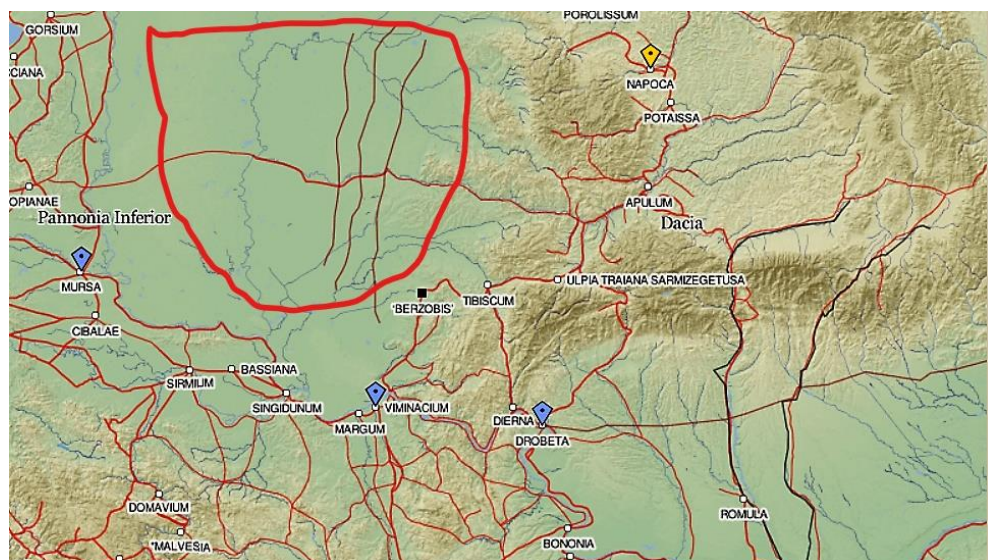 POROLISSUM
GORSIUM
CCIANA
NAPOCA
POTAISSA
OPIANAE
APULUM
Pannonia Inferior
Dacia
MURSA
ULPIA TRAIANA SARMIZEGETUSA
TIBISCUM
'BERZOBIS'
CIBALAE
BASSIANA
SIRMIUM
SINGIDUNUM
VIMINACIUM
MARGUM
DIERNA
DROBETA
DOMAVIUM
ROMULA
*MALVESIA
BONONIA